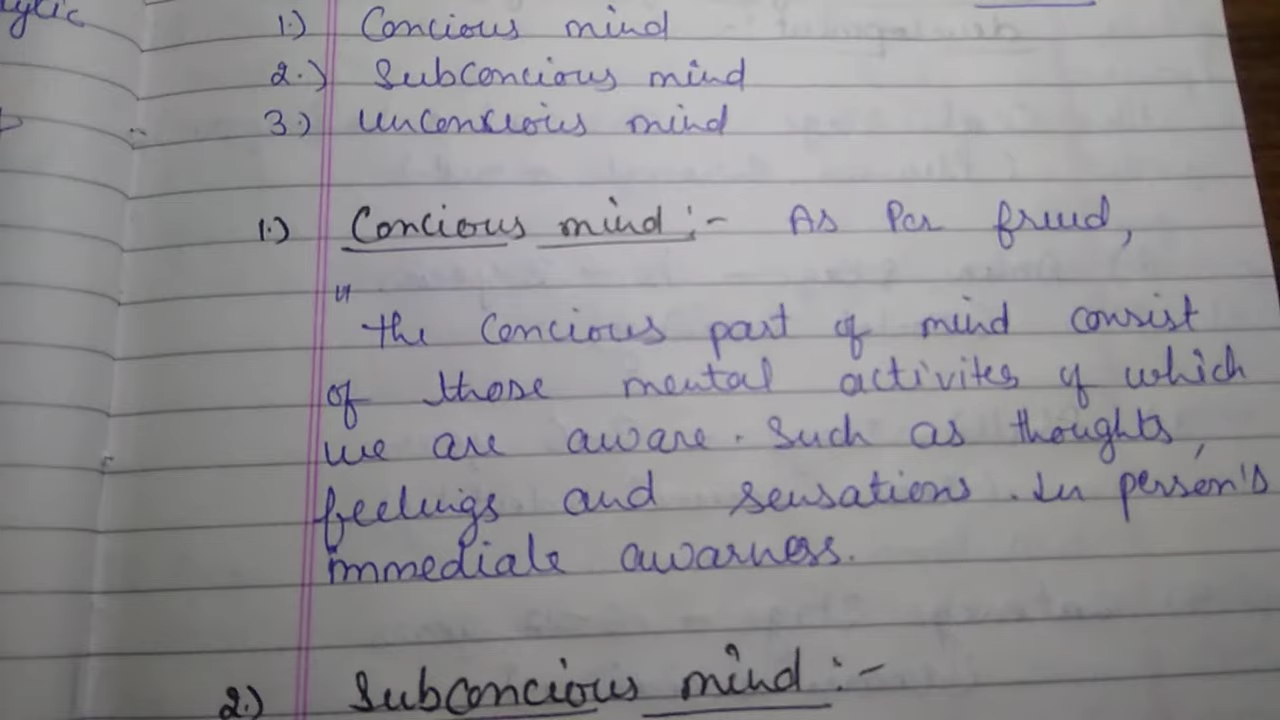 1.) Concious mind
2.) Subconcious mind
3.) Unconscious mind
1.) Concious mind :- As Per freud,
"the Concious part of mind consist
of those mental activites of which
we are aware. Such as thoughts,
feelings and sensations. In person's
immediate awarness.
2.) Subconcious mind :-